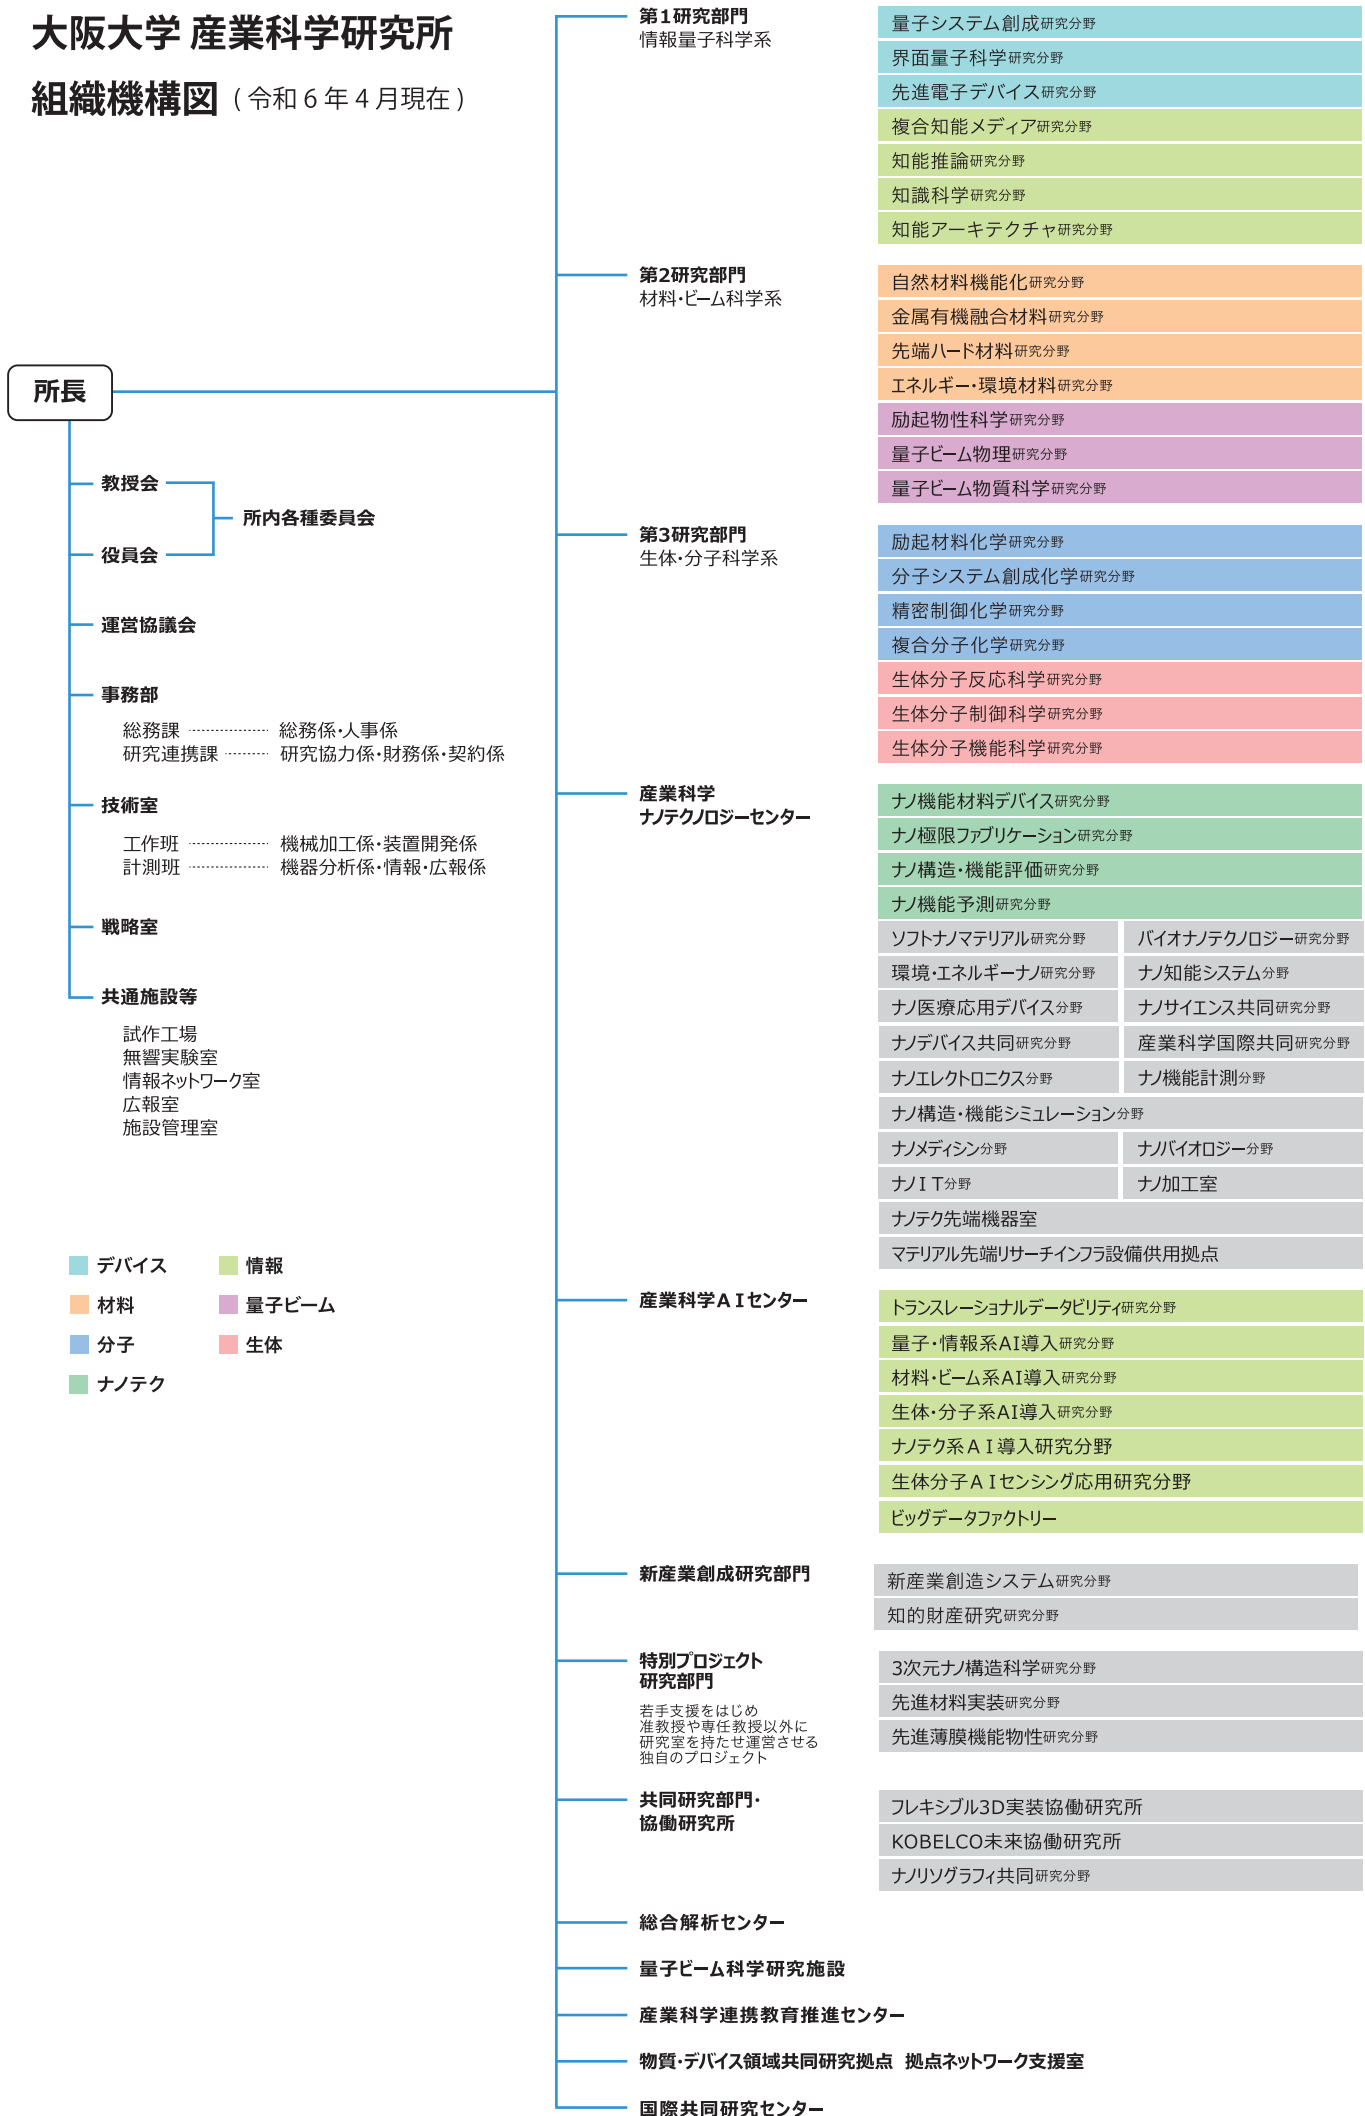 大阪大学 産業科学研究所
組織機構図 (令和6年4月現在)
所長
教授会
役員会
所内各種委員会
運営協議会
事務部
総務課 総務係・人事係
研究連携課 研究協力係・財務係・契約係
技術室
工作班 機械加工係・装置開発係
計測班 機器分析係・情報・広報係
戦略室
共通施設等
試作工場
無響実験室
情報ネットワーク室
広報室
施設管理室
デバイス
情報
材料
量子ビーム
分子
生体
ナノテク
第1研究部門
情報量子科学系
量子システム創成研究分野
界面量子科学研究分野
先進電子デバイス研究分野
複合知能メディア研究分野
知能推論研究分野
知識科学研究分野
知能アーキテクチャ研究分野
第2研究部門
材料・ビーム科学系
自然材料機能化研究分野
金属有機融合材料研究分野
先端ハード材料研究分野
エネルギー・環境材料研究分野
励起物性科学研究分野
量子ビーム物理研究分野
量子ビーム物質科学研究分野
第3研究部門
生体・分子科学系
励起材料化学研究分野
分子システム創成化学研究分野
精密制御化学研究分野
複合分子化学研究分野
生体分子反応科学研究分野
生体分子制御科学研究分野
生体分子機能科学研究分野
産業科学
ナノテクノロジーセンター
ナノ機能材料デバイス研究分野
ナノ極限ファブリケーション研究分野
ナノ構造・機能評価研究分野
ナノ機能予測研究分野
ソフトナノマテリアル研究分野
バイオナノテクノロジー研究分野
環境・エネルギーナノ研究分野
ナノ知能システム分野
ナノ医療応用デバイス分野
ナノサイエンス共同研究分野
ナノデバイス共同研究分野
産業科学国際共同研究分野
ナノエレクトロニクス分野
ナノ機能計測分野
ナノ構造・機能シミュレーション分野
ナノメディシン分野
ナノバイオロジー分野
ナノIT分野
ナノ加工室
ナノテク先端機器室
マテリアル先端リサーチインフラ設備供用拠点
産業科学AIセンター
トランスレーショナルデータビリティ研究分野
量子・情報系AI導入研究分野
材料・ビーム系AI導入研究分野
生体・分子系AI導入研究分野
ナノテク系AI導入研究分野
生体分子AIセンシング応用研究分野
ビッグデータファクトリー
新産業創成研究部門
新産業創造システム研究分野
知的財産研究研究分野
特別プロジェクト
研究部門
若手支援をはじめ
准教授や専任教授以外に
研究室を持たせ運営させる
独自のプロジェクト
3次元ナノ構造科学研究分野
先進材料実装研究分野
先進薄膜機能物性研究分野
共同研究部門・
協働研究所
フレキシブル3D実装協働研究所
KOBELCO未来協働研究所
ナノリソグラフィ共同研究分野
総合解析センター
量子ビーム科学研究施設
産業科学連携教育推進センター
物質・デバイス領域共同研究拠点 拠点ネットワーク支援室
国際共同研究センター